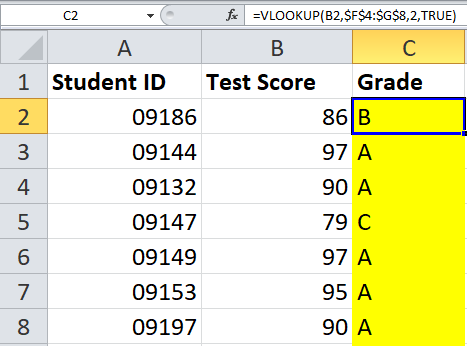 C2 fx =VLOOKUP(B2,$F$4:$G$8,2,TRUE)
A B C
1 Student ID Test Score Grade
2 09186 86 B
3 09144 97 A
4 09132 90 A
5 09147 79 C
6 09149 97 A
7 09153 95 A
8 09197 90 A